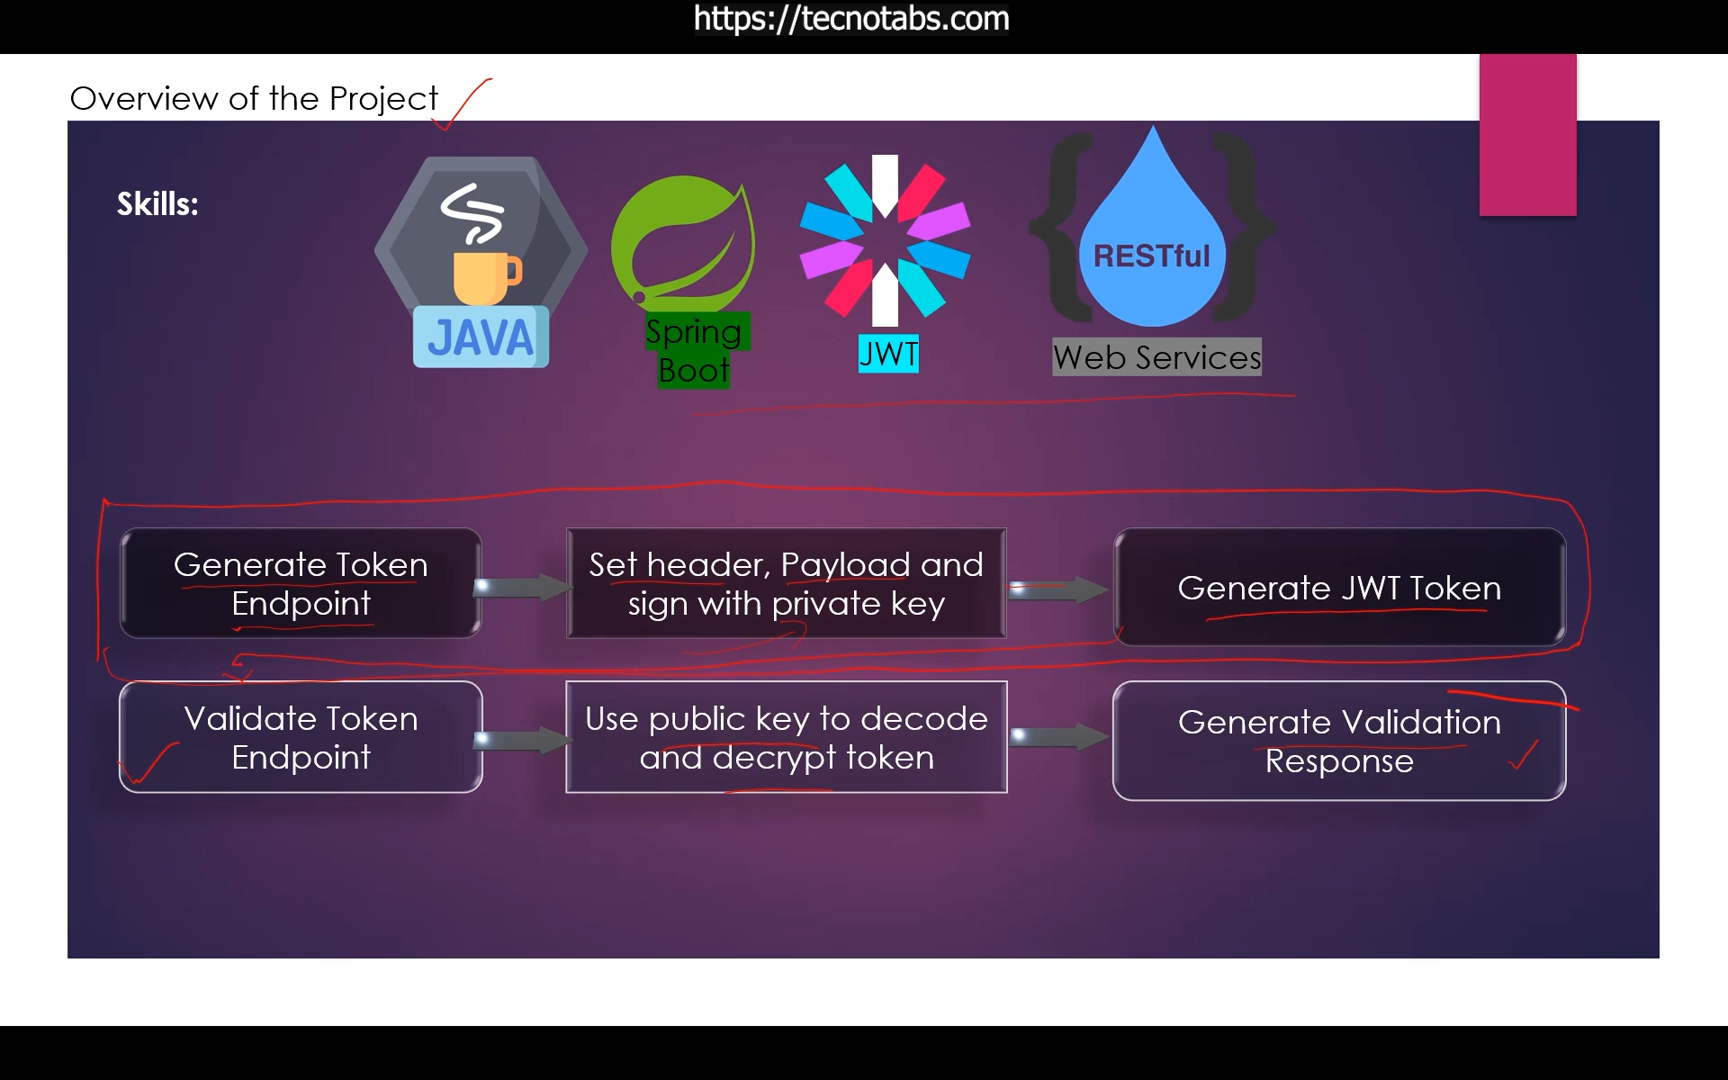 https://tecnotabs.com
Overview of the Project
Skills:
JAVA
Spring
Boot
JWT
RESTful
Web Services
Generate Token
Endpoint
Set header, Payload and
sign with private key
Generate JWT Token
Validate Token
Endpoint
Use public key to decode
and decrypt token
Generate Validation
Response